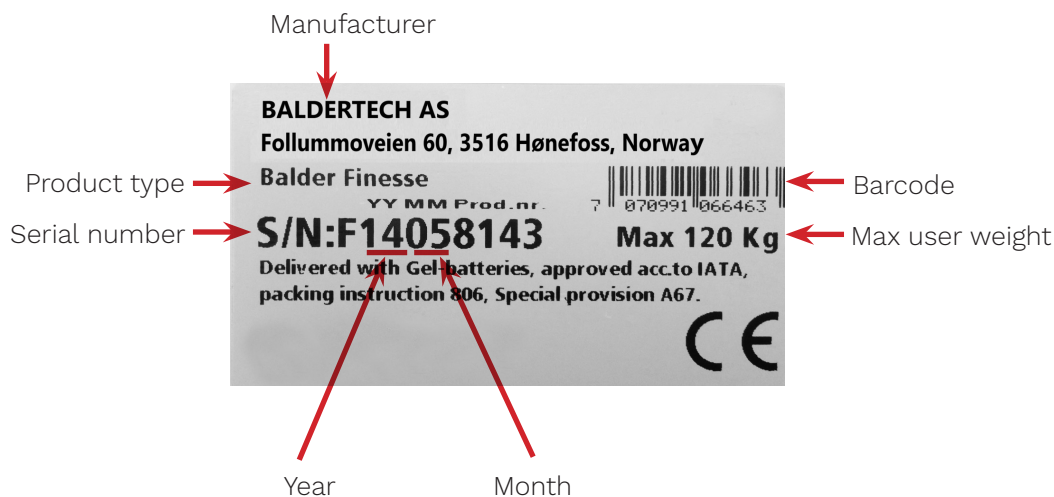 Manufacturer
BALDERTECH AS
Follummoveien 60, 3516 Hønefoss, Norway
Product type
Balder Finesse
Barcode
YY MM Prod.nr.
7 070991 066463
Serial number
S/N:F14058143
Max 120 Kg
Max user weight
Delivered with Gel-batteries, approved acc.to IATA,
packing instruction 806, Special provision A67.
CE
Year
Month